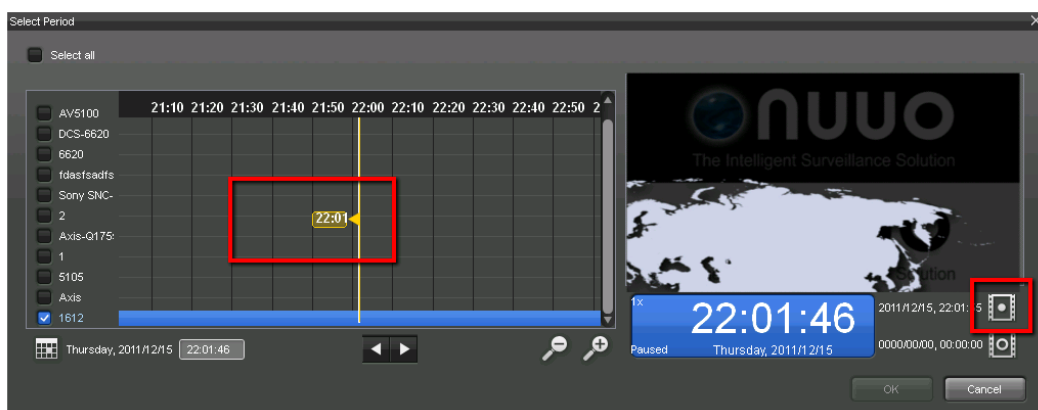 Select Period
Select all
21:10 21:20 21:30 21:40 21:50 22:00 22:10 22:20 22:30 22:40 22:50 2
AV5100
DCS-6620
6620
fdasfsadfs
Sony SNC-
2
Axis-Q175
1
5105
Axis
1612
22:01
Thursday, 2011/12/15 22:01:46
nuuo
The Intelligent Surveillance Solution
Solution
1x
22:01:46
Paused
Thursday, 2011/12/15
2011/12/15, 22:01: 5
0000/00/00, 00:00:00
OK
Cancel